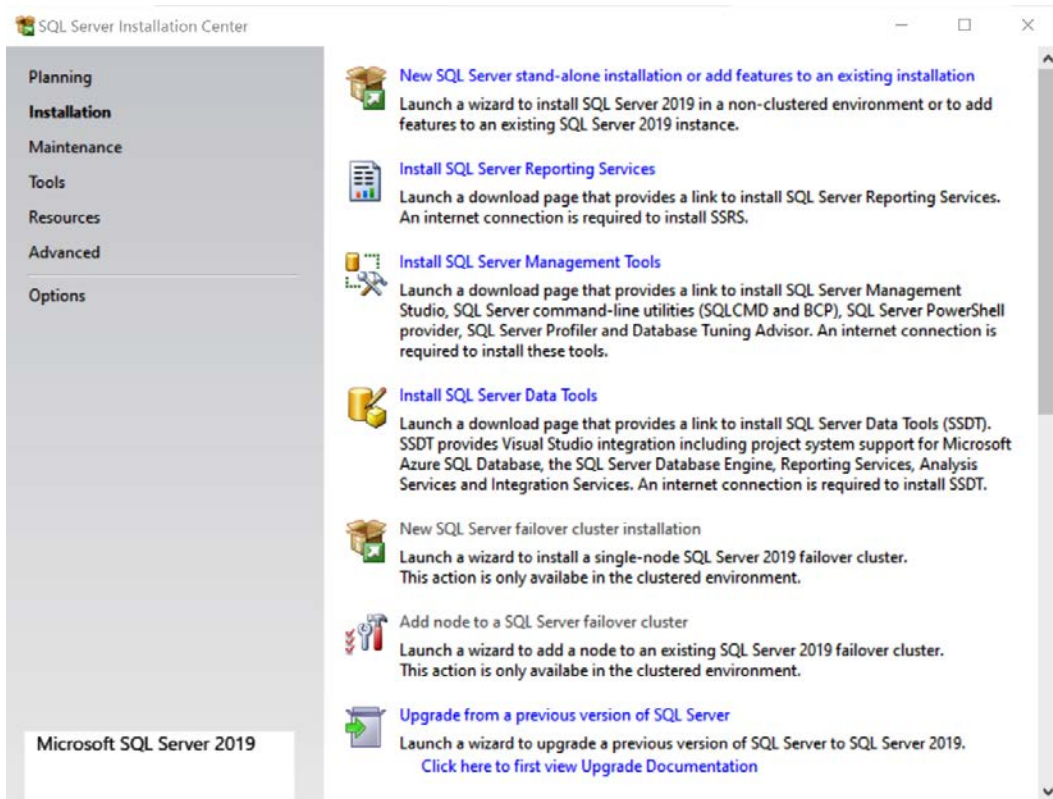 SQL Server Installation Center
Planning
Installation
Maintenance
Tools
Resources
Advanced
Options
Microsoft SQL Server 2019
New SQL Server stand-alone installation or add features to an existing installation
Launch a wizard to install SQL Server 2019 in a non-clustered environment or to add
features to an existing SQL Server 2019 instance.
Install SQL Server Reporting Services
Launch a download page that provides a link to install SQL Server Reporting Services.
An internet connection is required to install SSRS.
Install SQL Server Management Tools
Launch a download page that provides a link to install SQL Server Management
Studio, SQL Server command-line utilities (SQLCMD and BCP), SQL Server PowerShell
provider, SQL Server Profiler and Database Tuning Advisor. An internet connection is
required to install these tools.
Install SQL Server Data Tools
Launch a download page that provides a link to install SQL Server Data Tools (SSDT).
SSDT provides Visual Studio integration including project system support for Microsoft
Azure SQL Database, the SQL Server Database Engine, Reporting Services, Analysis
Services and Integration Services. An internet connection is required to install SSDT.
New SQL Server failover cluster installation
Launch a wizard to install a single-node SQL Server 2019 failover cluster.
This action is only availabe in the clustered environment.
Add node to a SQL Server failover cluster
Launch a wizard to add a node to an existing SQL Server 2019 failover cluster.
This action is only availabe in the clustered environment.
Upgrade from a previous version of SQL Server
Launch a wizard to upgrade a previous version of SQL Server to SQL Server 2019.
Click here to first view Upgrade Documentation